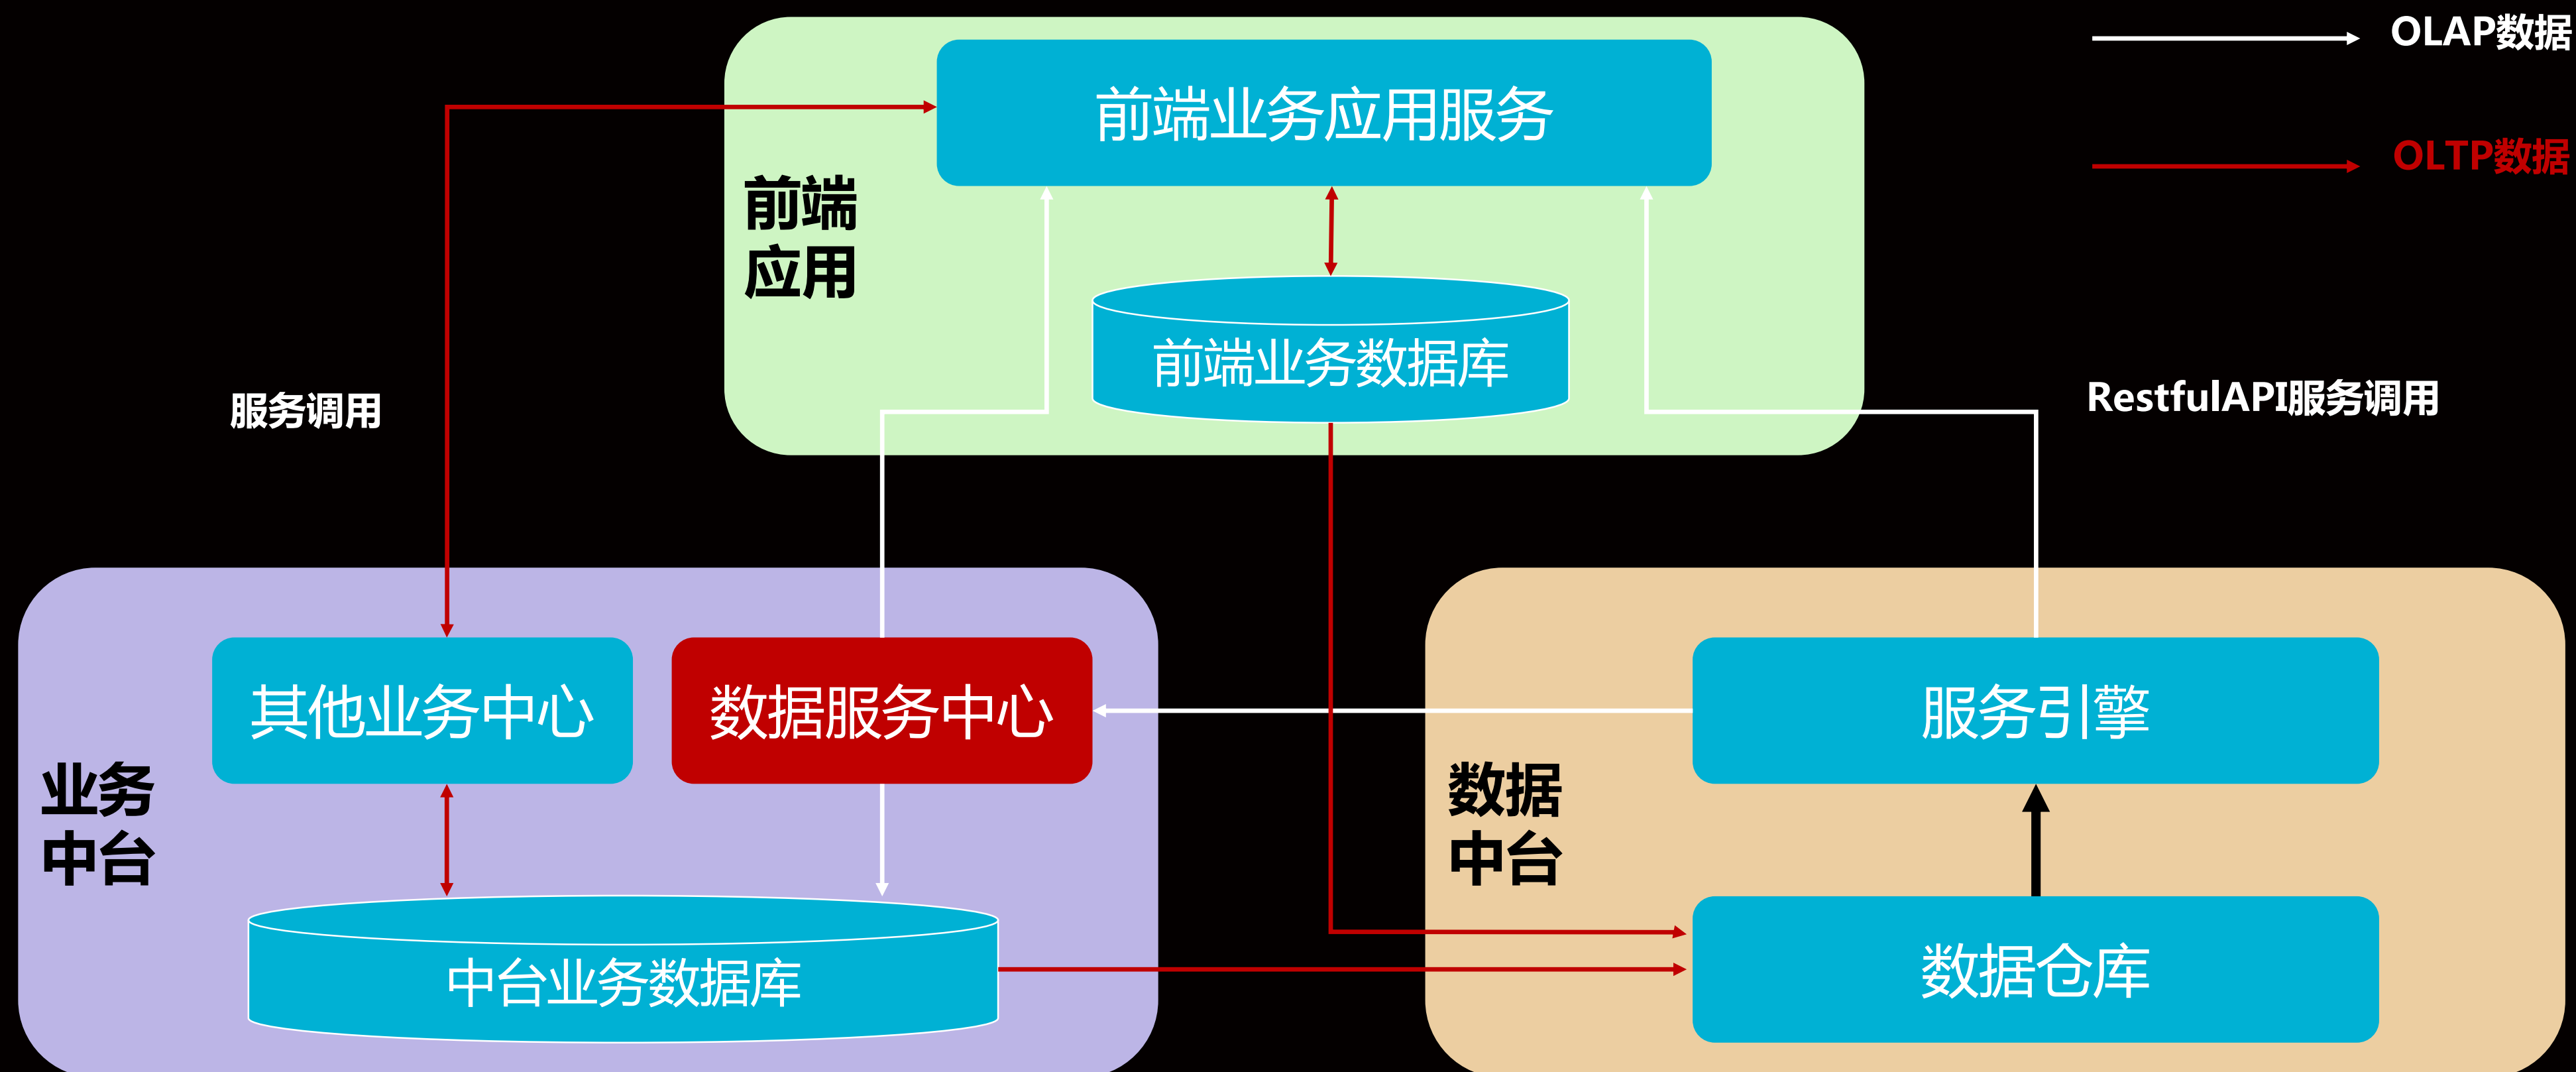 OLAP数据
OLTP数据
前端业务应用服务
前端
应用
前端业务数据库
服务调用
RestfulAPI服务调用
其他业务中心
数据服务中心
服务引擎
业务
中台
数据
中台
中台业务数据库
数据仓库